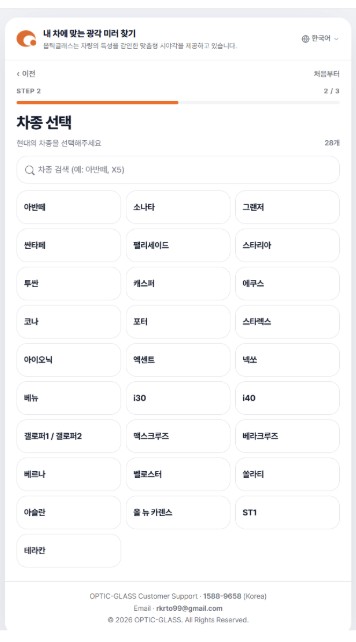 내 차에 맞는 광각 미러 찾기
옵틱글래스는 차량의 특성을 감안한 맞춤형 시야각을 제공하고 있습니다.
한국어
‹ 이전
처음부터
STEP 2
2 / 3
차종 선택
현대의 차종을 선택해주세요
28개
차종 검색 (예: 아반떼, X5)
아반떼
소나타
그랜저
싼타페
팰리세이드
스타리아
투싼
캐스퍼
에쿠스
코나
포터
스타렉스
아이오닉
엑센트
넥쏘
베뉴
i30
i40
갤로퍼1 / 갤로퍼2
맥스크루즈
베라크루즈
베르나
벨로스터
쏠라티
아슬란
올 뉴 카렌스
ST1
테라칸
OPTIC-GLASS Customer Support · 1588-9658 (Korea)
Email · rkrto99@gmail.com
© 2026 OPTIC-GLASS. All Rights Reserved.